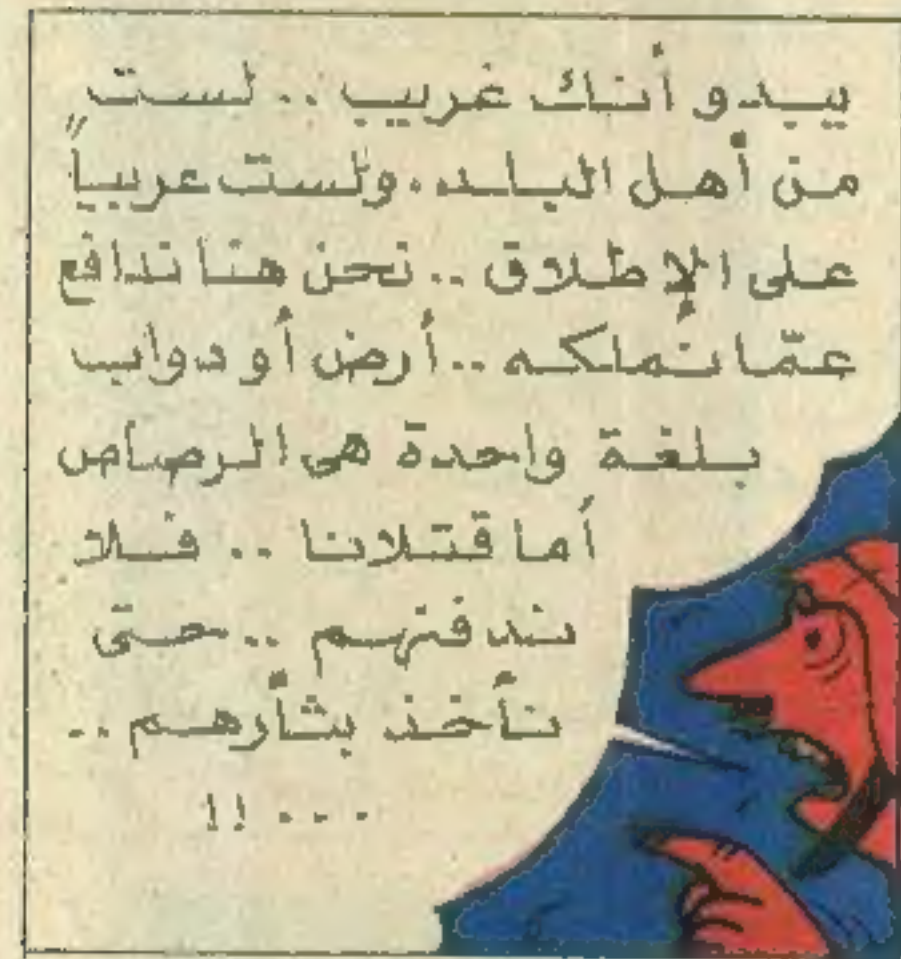 يبدو أنك غريب .. لست
من أهل البلد. ولست عربياً
على الإطلاق .. نحن هنا ندافع
عمّا نملكه .. أرض أو دواب
بلغة واحدة هى الرصاص
أما قتلانا .. فلا
ندفنهم .. حتى
نأخذ بثأرهم ..
... !!